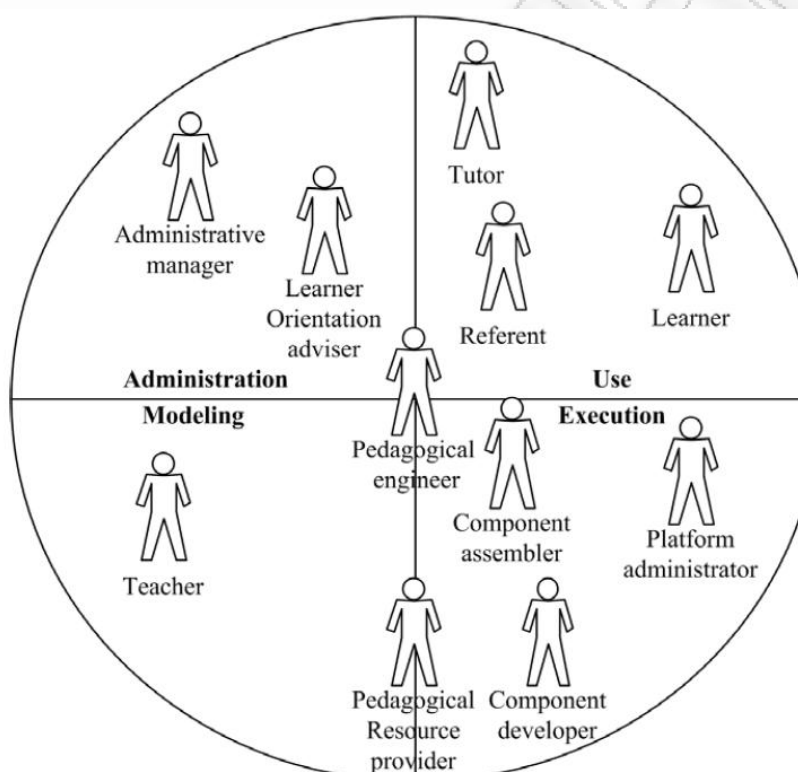 Tutor
Administrative
manager
Learner
Orientation
adviser
Referent
Learner
Administration
Use
Modeling
Execution
Pedagogical
engineer
Component
assembler
Platform
administrator
Teacher
Pedagogical
Resource
provider
Component
developer